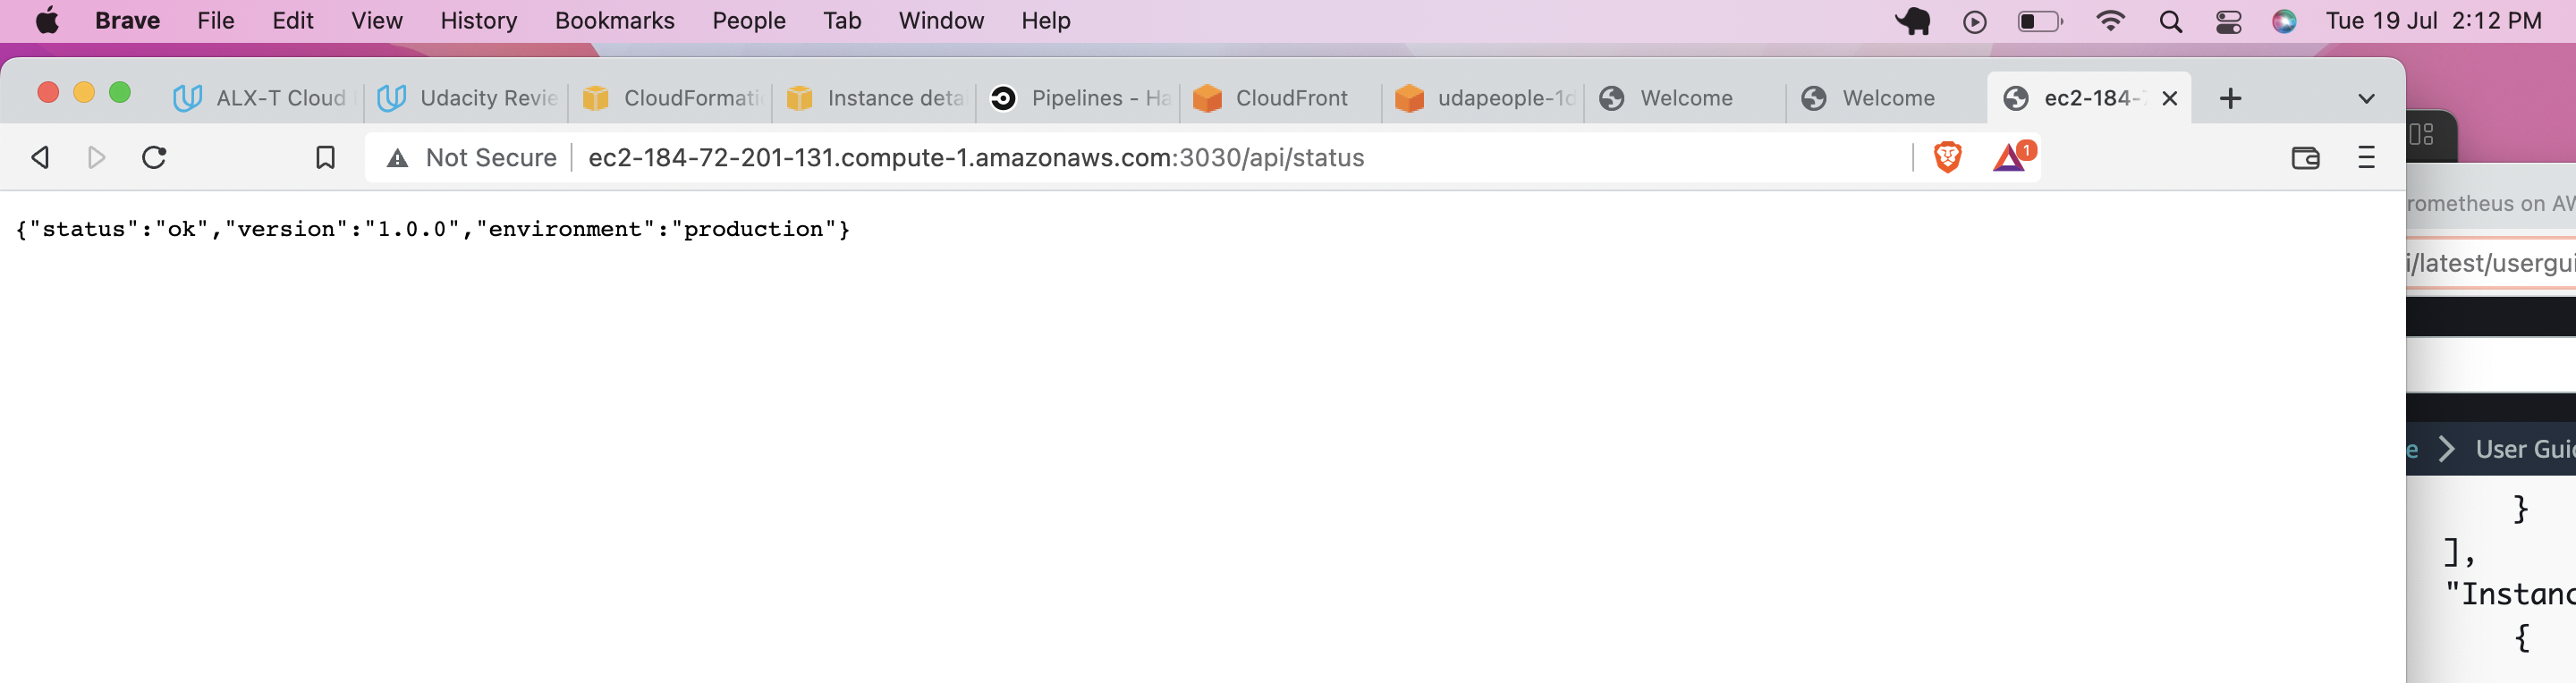 Brave File Edit View History Bookmarks People Tab Window Help Tue 19 Jul 2:12 PM
ALX-T Cloud Udacity Revie CloudFormati Instance deta Pipelines - Ha CloudFront udapeople-1d Welcome Welcome ec2-184-
Not Secure ec2-184-72-201-131.compute-1.amazonaws.com:3030/api/status 1
rometheus on AW
{"status":"ok","version":"1.0.0","environment":"production"}
i/latest/usergui
e > User Guid
}
],
"Instanc
{